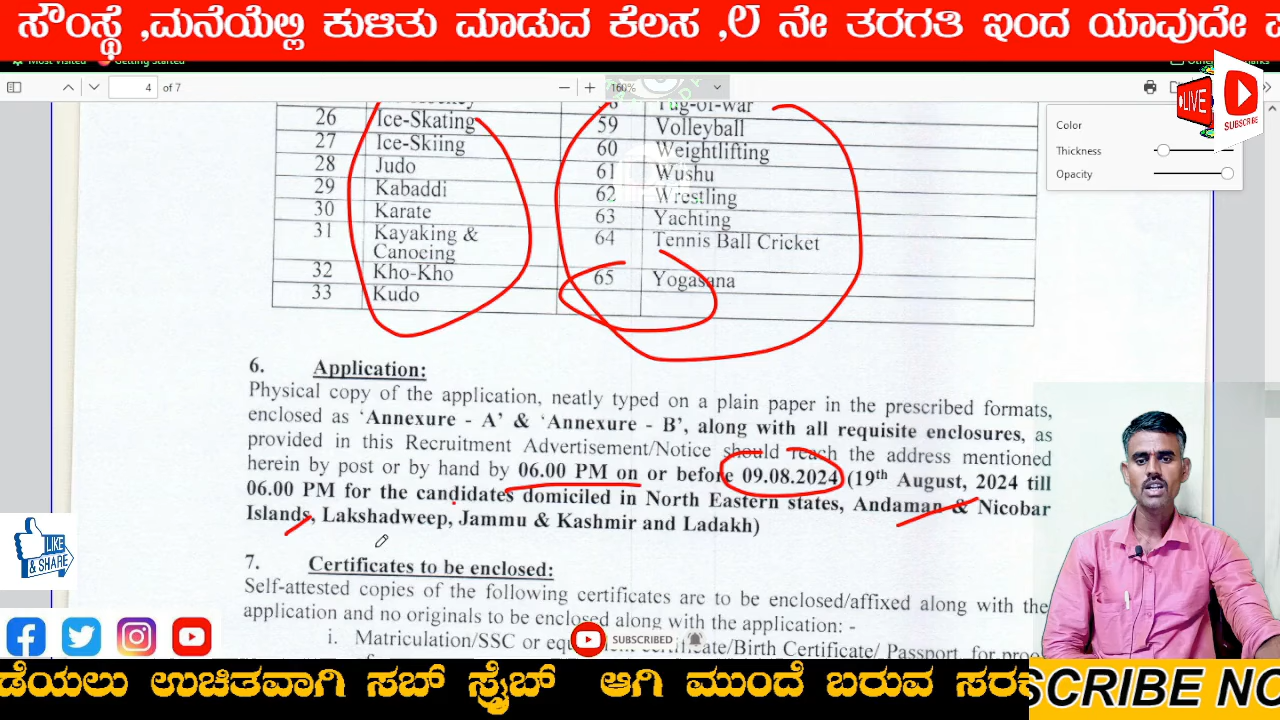 ಸೌಂಸ್ಥೆ ,ಮನೆಯೆಲ್ಲಿ ಕುಳಿತು ಮಾಡುವ ಕೆಲಸ ,೮ ನೇ ತರಗತಿ ಇಂದ ಯಾವುದೇ
Most Visited Getting Started
4 of 7
160%
LIVE
SUBSCRIBE
Color
Thickness
Opacity
Tug-of-war
26 Ice-Skating 59 Volleyball
27 Ice-Skiing 60 Weightlifting
28 Judo 61 Wushu
29 Kabaddi 62 Wrestling
30 Karate 63 Yachting
31 Kayaking & 64 Tennis Ball Cricket
Canoeing
32 Kho-Kho 65 Yogasana
33 Kudo
6. Application:
Physical copy of the application, neatly typed on a plain paper in the prescribed formats,
enclosed as ‘Annexure - A’ & ‘Annexure - B’, along with all requisite enclosures, as
provided in this Recruitment Advertisement/Notice should reach the address mentioned
herein by post or by hand by 06.00 PM on or before 09.08.2024 (19th August, 2024 till
06.00 PM for the candidates domiciled in North Eastern states, Andaman & Nicobar
Islands, Lakshadweep, Jammu & Kashmir and Ladakh)
7. Certificates to be enclosed:
Self-attested copies of the following certificates are to be enclosed/affixed along with the
application and no originals to be enclosed along with the application: -
i. Matriculation/SSC or certificate/Birth Certificate/ Passport, for
LIKE
& SHARE
SUBSCRIBED
ಡೆಯಲು ಉಚಿತವಾಗಿ ಸಬ್ ಸ್ಕ್ರೈಬ್ ಆಗಿ ಮುಂದೆ ಬರುವ
SCRIBE NO